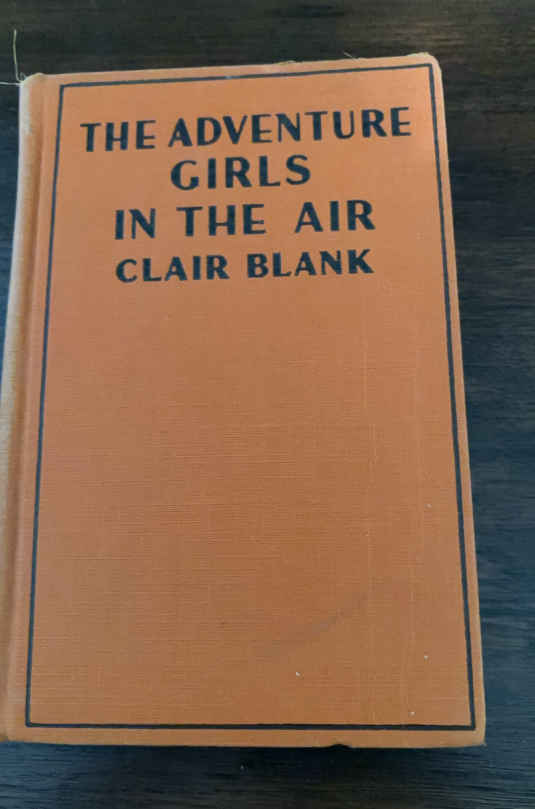 THE ADVENTURE
GIRLS
IN THE AIR
CLAIR BLANK